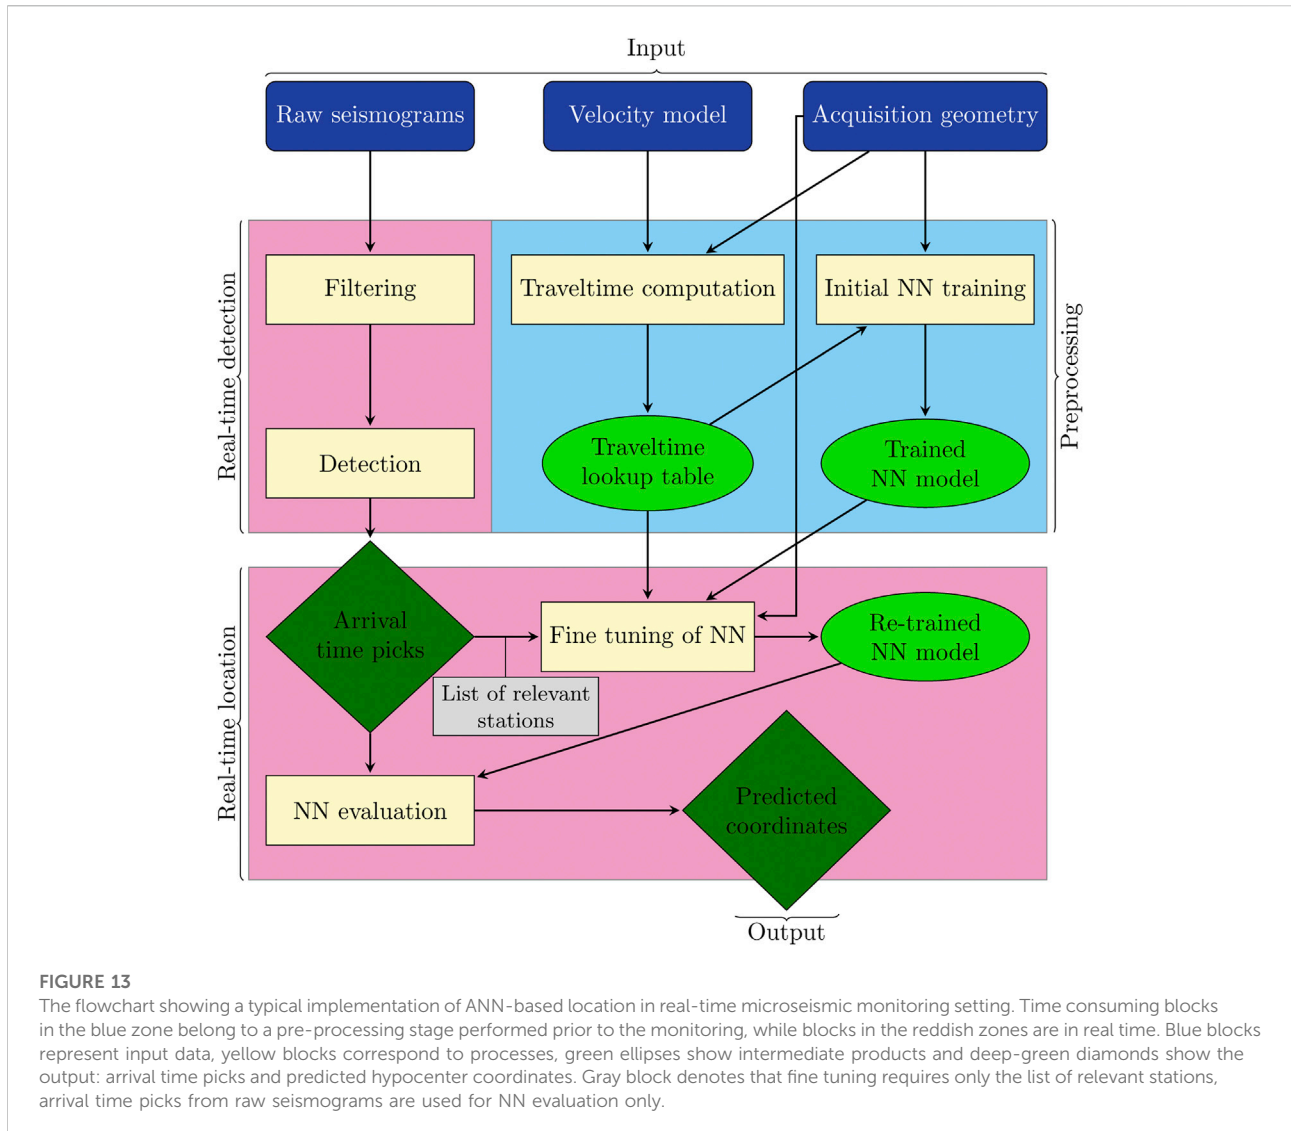 Input
Raw seismograms
Velocity model
Acquisition geometry
Real-time detection
Filtering
Traveltime computation
Initial NN training
Preprocessing
Detection
Traveltime
lookup table
Trained
NN model
Real-time location
Arrival
time picks
Fine tuning of NN
Re-trained
NN model
List of relevant
stations
NN evaluation
Predicted
coordinates
Output
FIGURE 13
The flowchart showing a typical implementation of ANN-based location in real-time microseismic monitoring setting. Time consuming blocks
in the blue zone belong to a pre-processing stage performed prior to the monitoring, while blocks in the reddish zones are in real time. Blue blocks
represent input data, yellow blocks correspond to processes, green ellipses show intermediate products and deep-green diamonds show the
output: arrival time picks and predicted hypocenter coordinates. Gray block denotes that fine tuning requires only the list of relevant stations,
arrival time picks from raw seismograms are used for NN evaluation only.